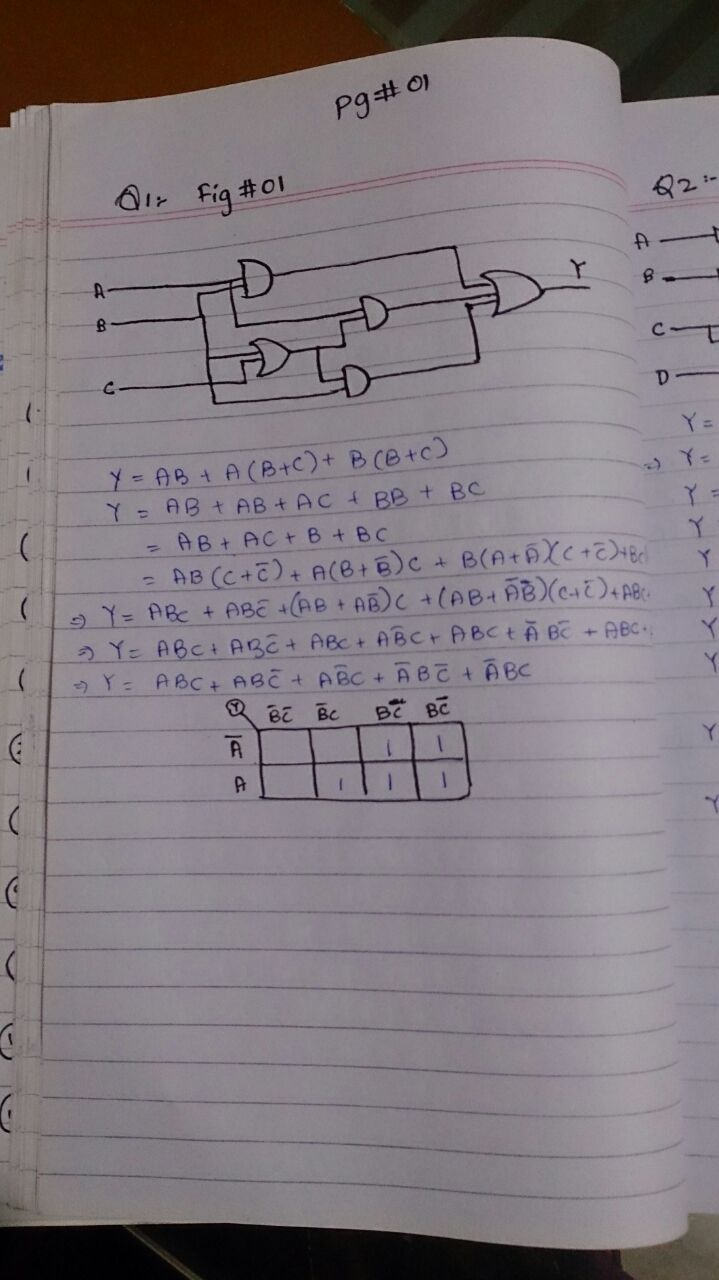 Pg# 01
Q1:- Fig #01
A
B
C
Y
Y = AB + A(B+C) + B(B+C)
Y = AB + AB + AC + BB + BC
= AB + AC + B + BC
= AB(C+C̄) + A(B+B̄)C + B(A+Ā)(C+C̄)+BC
⇒ Y = ABC + ABC̄ +(AB + AB̄)C +(AB+ĀB̄)(C+C̄)+ABC
⇒ Y= ABC+ABC̄+ ABC+AB̄C+ABC+ĀBC̄ +ABC
⇒ Y= ABC+ABC̄ + AB̄C + ĀBC̄ + ĀBC
Y B̄C̄ B̄C BC BC̄
Ā 1 1
A 1 1 1
Q2:-
A
B
C
D
Y =
⇒ Y =
Y =
Y
Y
Y
Y
Y
Y
Y